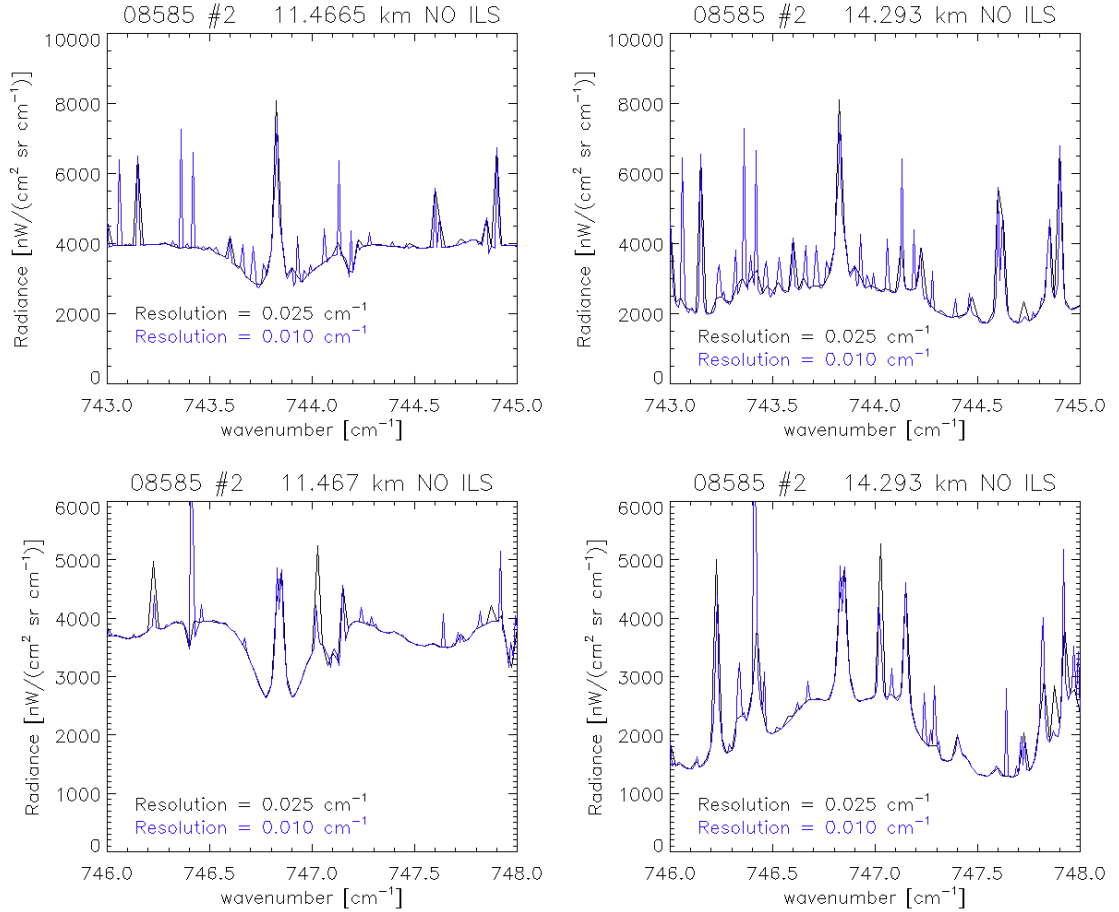 08585 #2 11.4665 km NO ILS
Radiance [nW/(cm² sr cm⁻¹)]
10000
8000
6000
4000
2000
0
Resolution = 0.025 cm⁻¹
Resolution = 0.010 cm⁻¹
743.0 743.5 744.0 744.5 745.0
wavenumber [cm⁻¹]
08585 #2 14.293 km NO ILS
Radiance [nW/(cm² sr cm⁻¹)]
10000
8000
6000
4000
2000
0
Resolution = 0.025 cm⁻¹
Resolution = 0.010 cm⁻¹
743.0 743.5 744.0 744.5 745.0
wavenumber [cm⁻¹]
08585 #2 11.467 km NO ILS
Radiance [nW/(cm² sr cm⁻¹)]
6000
5000
4000
3000
2000
1000
0
Resolution = 0.025 cm⁻¹
Resolution = 0.010 cm⁻¹
746.0 746.5 747.0 747.5 748.0
wavenumber [cm⁻¹]
08585 #2 14.293 km NO ILS
Radiance [nW/(cm² sr cm⁻¹)]
6000
5000
4000
3000
2000
1000
0
Resolution = 0.025 cm⁻¹
Resolution = 0.010 cm⁻¹
746.0 746.5 747.0 747.5 748.0
wavenumber [cm⁻¹]